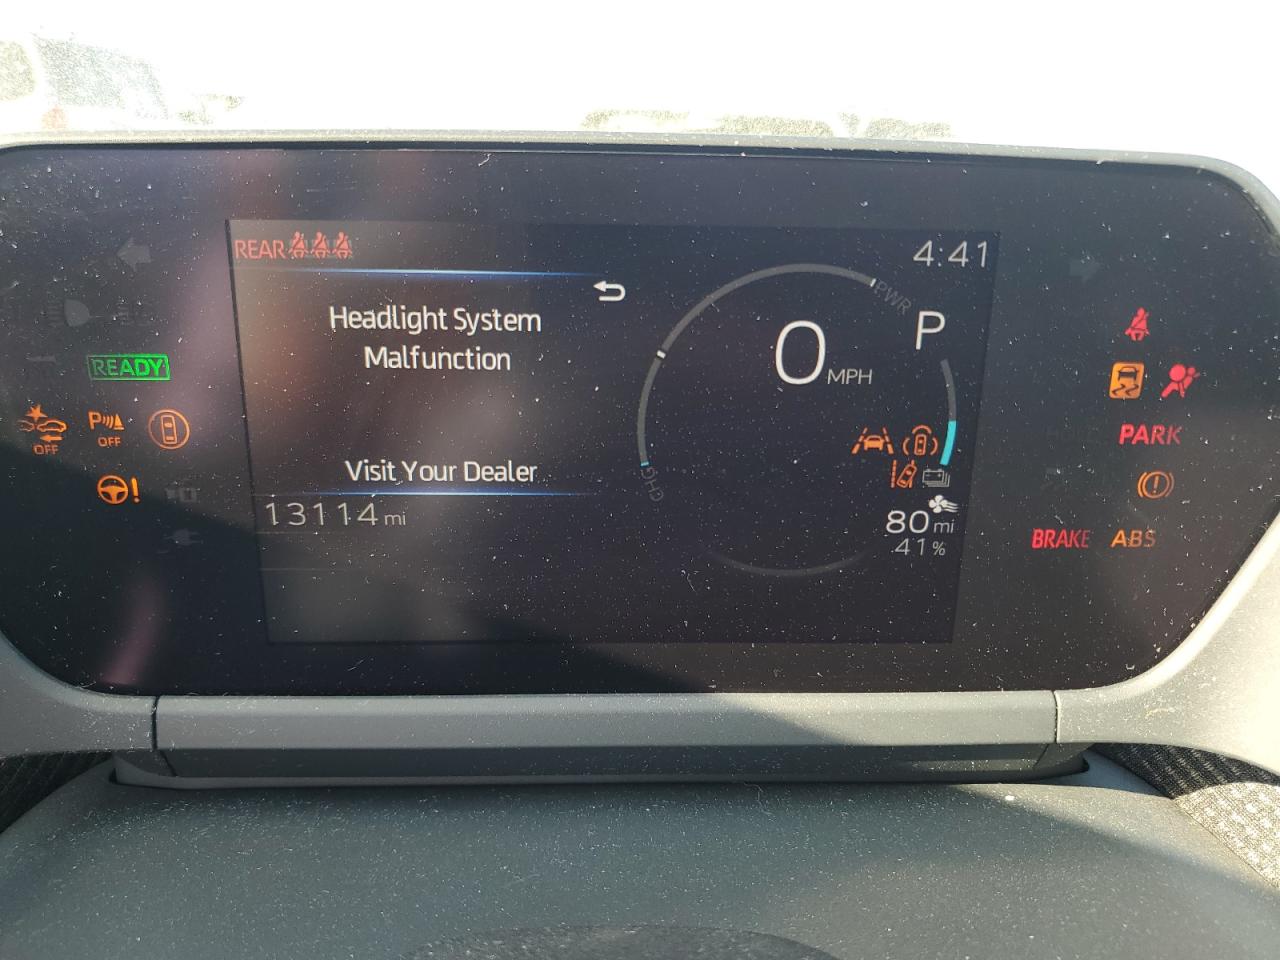 REAR
4:41
Headlight System
Malfunction
PWR
P
0 MPH
READY
OFF
P OFF
PARK
CHG
Visit Your Dealer
13114 mi
80 mi
41%
BRAKE
ABS